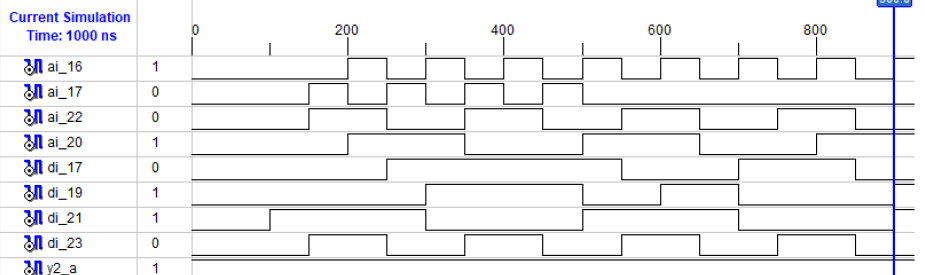 Current Simulation
Time: 1000 ns
0 200 400 600 800
ai_16 1
ai_17 0
ai_22 0
ai_20 1
di_17 0
di_19 1
di_21 1
di_23 0
y2_a 1